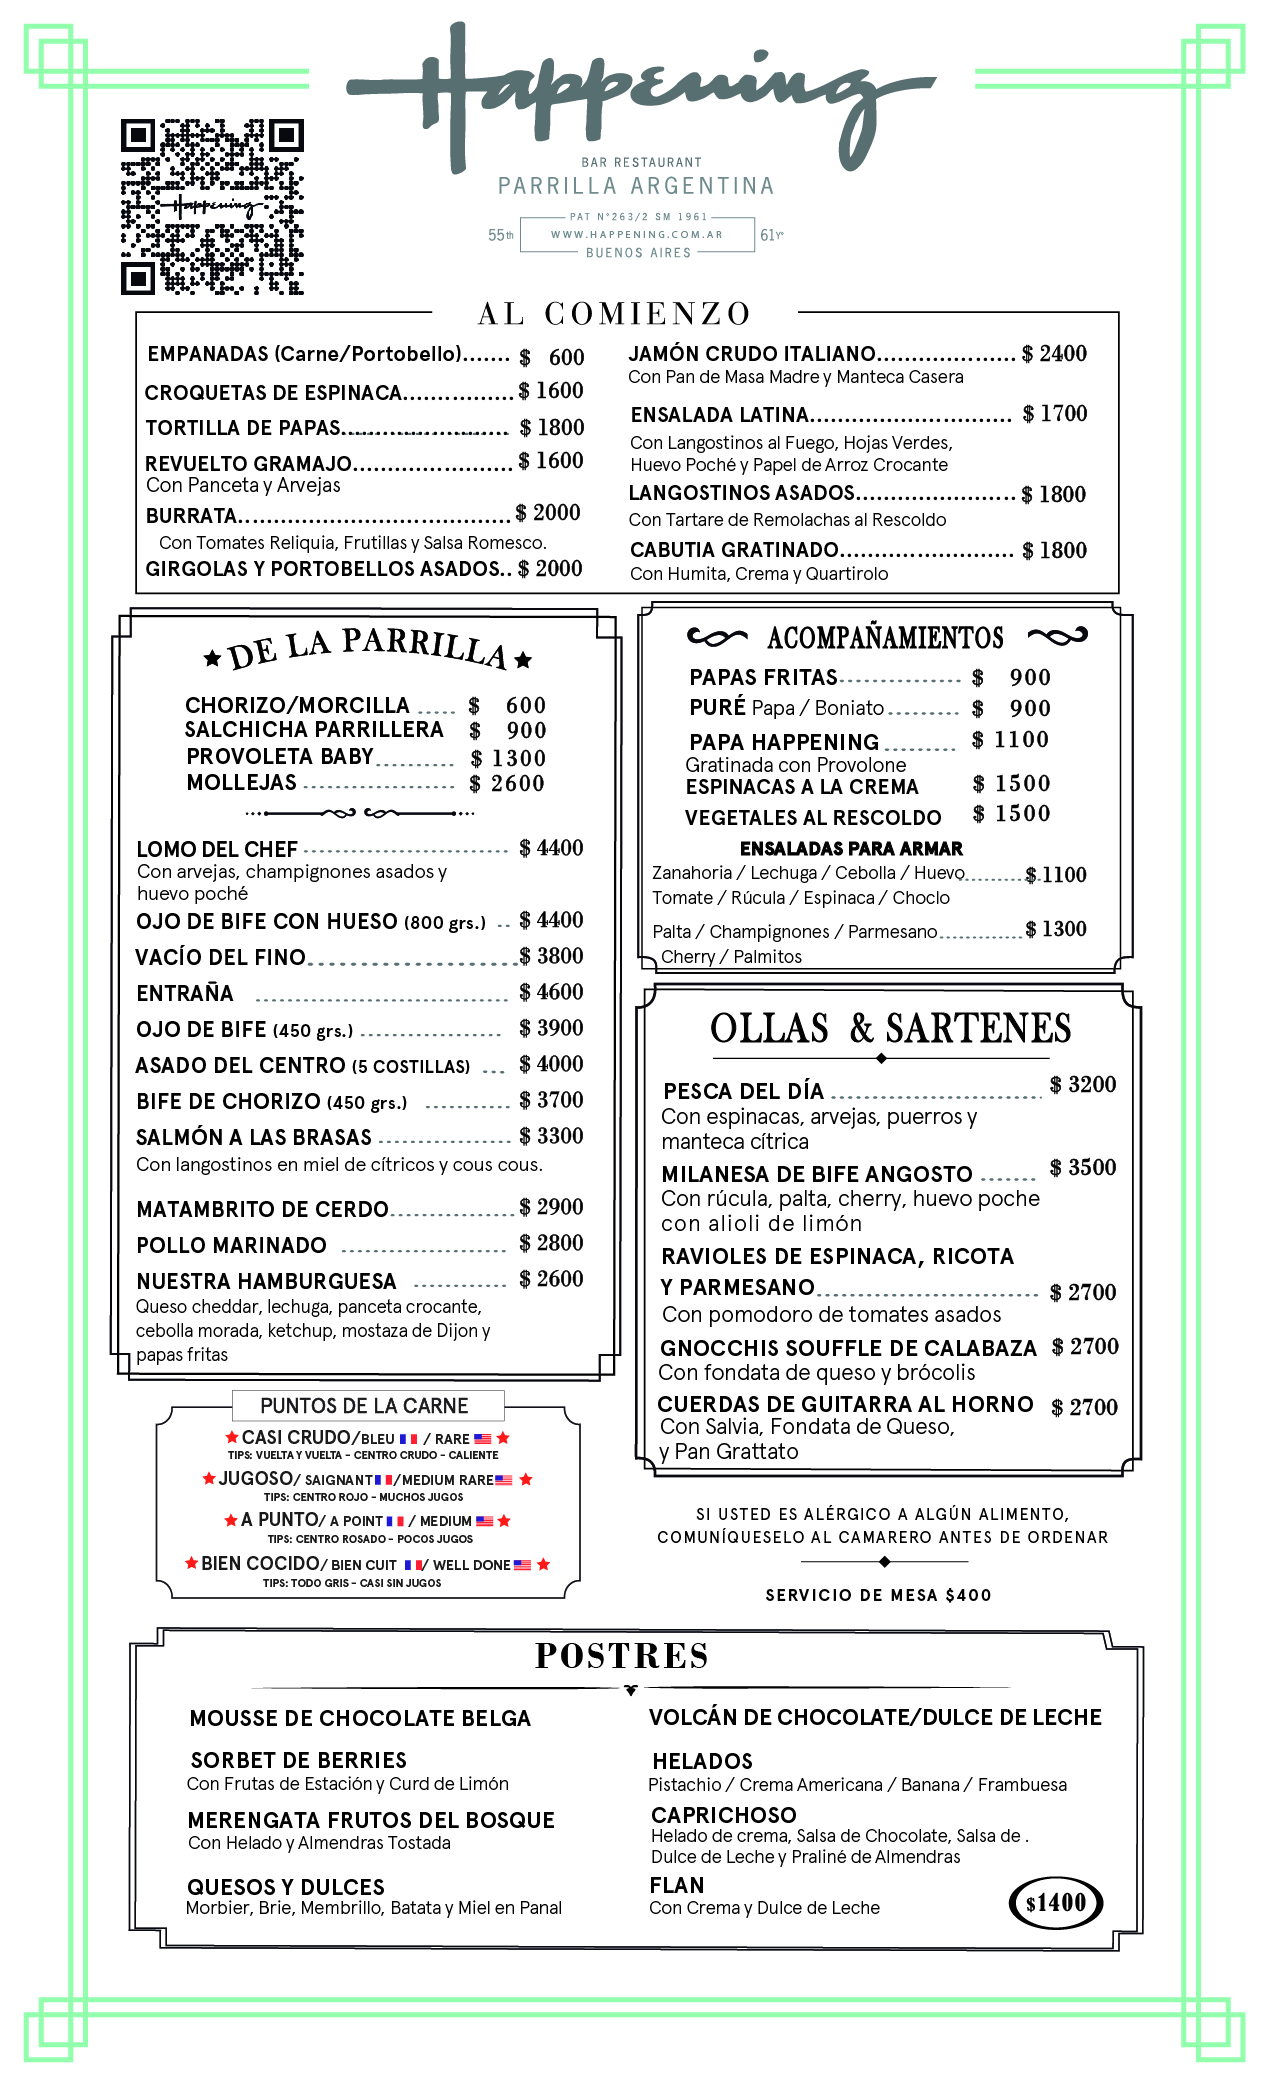 Happening
BAR RESTAURANT
PARRILLA ARGENTINA
PAT N°263/2 SM 1961
55th WWW.HAPPENING.COM.AR 61Yº
BUENOS AIRES
Happening
AL COMIENZO
EMPANADAS (Carne/Portobello)....... $ 600
CROQUETAS DE ESPINACA................ $ 1600
TORTILLA DE PAPAS........................ $ 1800
REVUELTO GRAMAJO...................... $ 1600
Con Panceta y Arvejas
BURRATA...................................... $ 2000
Con Tomates Reliquia, Frutillas y Salsa Romesco.
GIRGOLAS Y PORTOBELLOS ASADOS.. $ 2000
JAMÓN CRUDO ITALIANO.................... $ 2400
Con Pan de Masa Madre y Manteca Casera
ENSALADA LATINA............................ $ 1700
Con Langostinos al Fuego, Hojas Verdes,
Huevo Poché y Papel de Arroz Crocante
LANGOSTINOS ASADOS....................... $ 1800
Con Tartare de Remolachas al Rescoldo
CABUTIA GRATINADO........................ $ 1800
Con Humita, Crema y Quartirolo
DE LA PARRILLA
CHORIZO/MORCILLA ..... $ 600
SALCHICHA PARRILLERA $ 900
PROVOLETA BABY.......... $ 1300
MOLLEJAS .................... $ 2600
LOMO DEL CHEF ............................ $ 4400
Con arvejas, champignones asados y
huevo poché
OJO DE BIFE CON HUESO (800 grs.) .. $ 4400
VACÍO DEL FINO...................... $ 3800
ENTRAÑA .................................. $ 4600
OJO DE BIFE (450 grs.) ................... $ 3900
ASADO DEL CENTRO (5 COSTILLAS) ... $ 4000
BIFE DE CHORIZO (450 grs.) ........... $ 3700
SALMÓN A LAS BRASAS .................. $ 3300
Con langostinos en miel de cítricos y cous cous.
MATAMBRITO DE CERDO................. $ 2900
POLLO MARINADO ...................... $ 2800
NUESTRA HAMBURGUESA ............ $ 2600
Queso cheddar, lechuga, panceta crocante,
cebolla morada, ketchup, mostaza de Dijon y
papas fritas
ACOMPAÑAMIENTOS
PAPAS FRITAS................ $ 900
PURÉ Papa / Boniato.......... $ 900
PAPA HAPPENING.......... $ 1100
Gratinada con Provolone
ESPINACAS A LA CREMA $ 1500
VEGETALES AL RESCOLDO $ 1500
ENSALADAS PARA ARMAR
Zanahoria / Lechuga / Cebolla / Huevo............ $ 1100
Tomate / Rúcula / Espinaca / Choclo
Palta / Champignones / Parmesano............ $ 1300
Cherry / Palmitos
OLLAS & SARTENES
PESCA DEL DÍA ............................ $ 3200
Con espinacas, arvejas, puerros y
manteca cítrica
MILANESA DE BIFE ANGOSTO ....... $ 3500
Con rúcula, palta, cherry, huevo poche
con alioli de limón
RAVIOLES DE ESPINACA, RICOTA
Y PARMESANO............................ $ 2700
Con pomodoro de tomates asados
GNOCCHIS SOUFFLE DE CALABAZA $ 2700
Con fondata de queso y brócolis
CUERDAS DE GUITARRA AL HORNO $ 2700
Con Salvia, Fondata de Queso,
y Pan Grattato
PUNTOS DE LA CARNE
CASI CRUDO/BLEU / RARE
TIPS: VUELTA Y VUELTA - CENTRO CRUDO - CALIENTE
JUGOSO/ SAIGNANT /MEDIUM RARE
TIPS: CENTRO ROJO - MUCHOS JUGOS
A PUNTO/ A POINT / MEDIUM
TIPS: CENTRO ROSADO - POCOS JUGOS
BIEN COCIDO/ BIEN CUIT / WELL DONE
TIPS: TODO GRIS - CASI SIN JUGOS
SI USTED ES ALÉRGICO A ALGÚN ALIMENTO,
COMUNÍQUESELO AL CAMARERO ANTES DE ORDENAR
SERVICIO DE MESA $400
POSTRES
MOUSSE DE CHOCOLATE BELGA
SORBET DE BERRIES
Con Frutas de Estación y Curd de Limón
MERENGATA FRUTOS DEL BOSQUE
Con Helado y Almendras Tostada
QUESOS Y DULCES
Morbier, Brie, Membrillo, Batata y Miel en Panal
VOLCÁN DE CHOCOLATE/DULCE DE LECHE
HELADOS
Pistachio / Crema Americana / Banana / Frambuesa
CAPRICHOSO
Helado de crema, Salsa de Chocolate, Salsa de .
Dulce de Leche y Praliné de Almendras
FLAN
Con Crema y Dulce de Leche
$1400